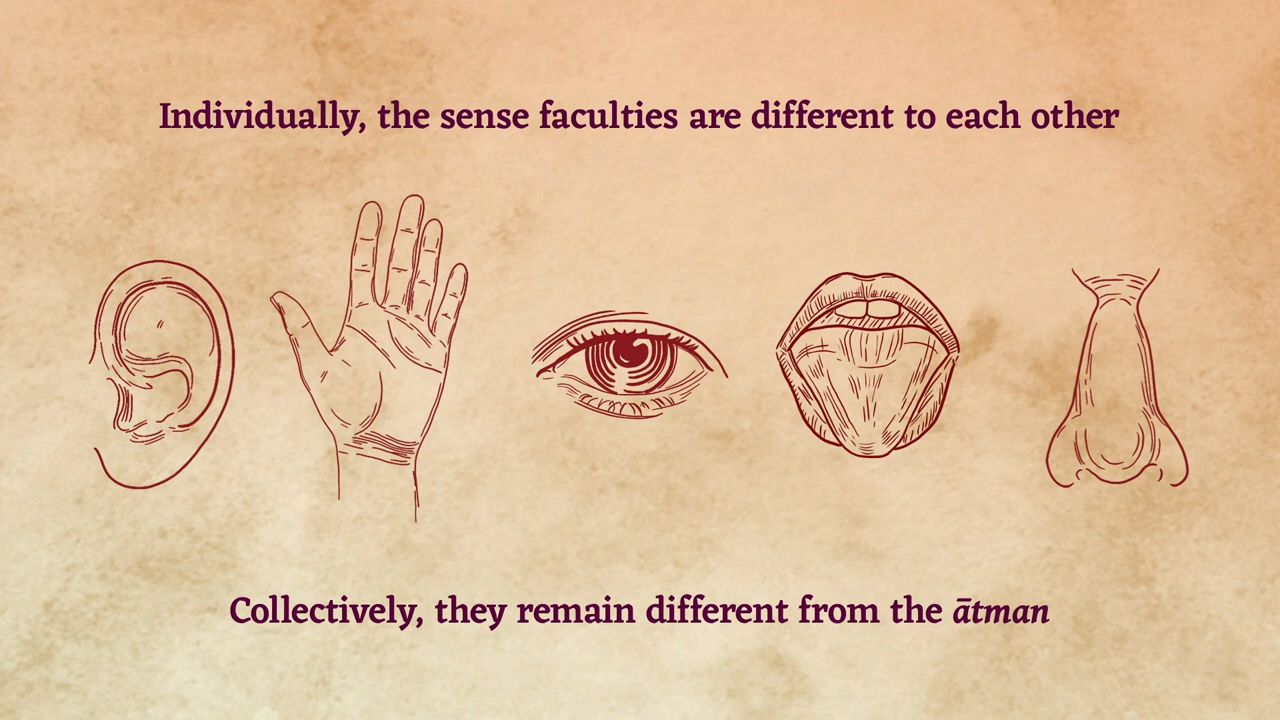 Individually, the sense faculties are different to each other
Collectively, they remain different from the ātman